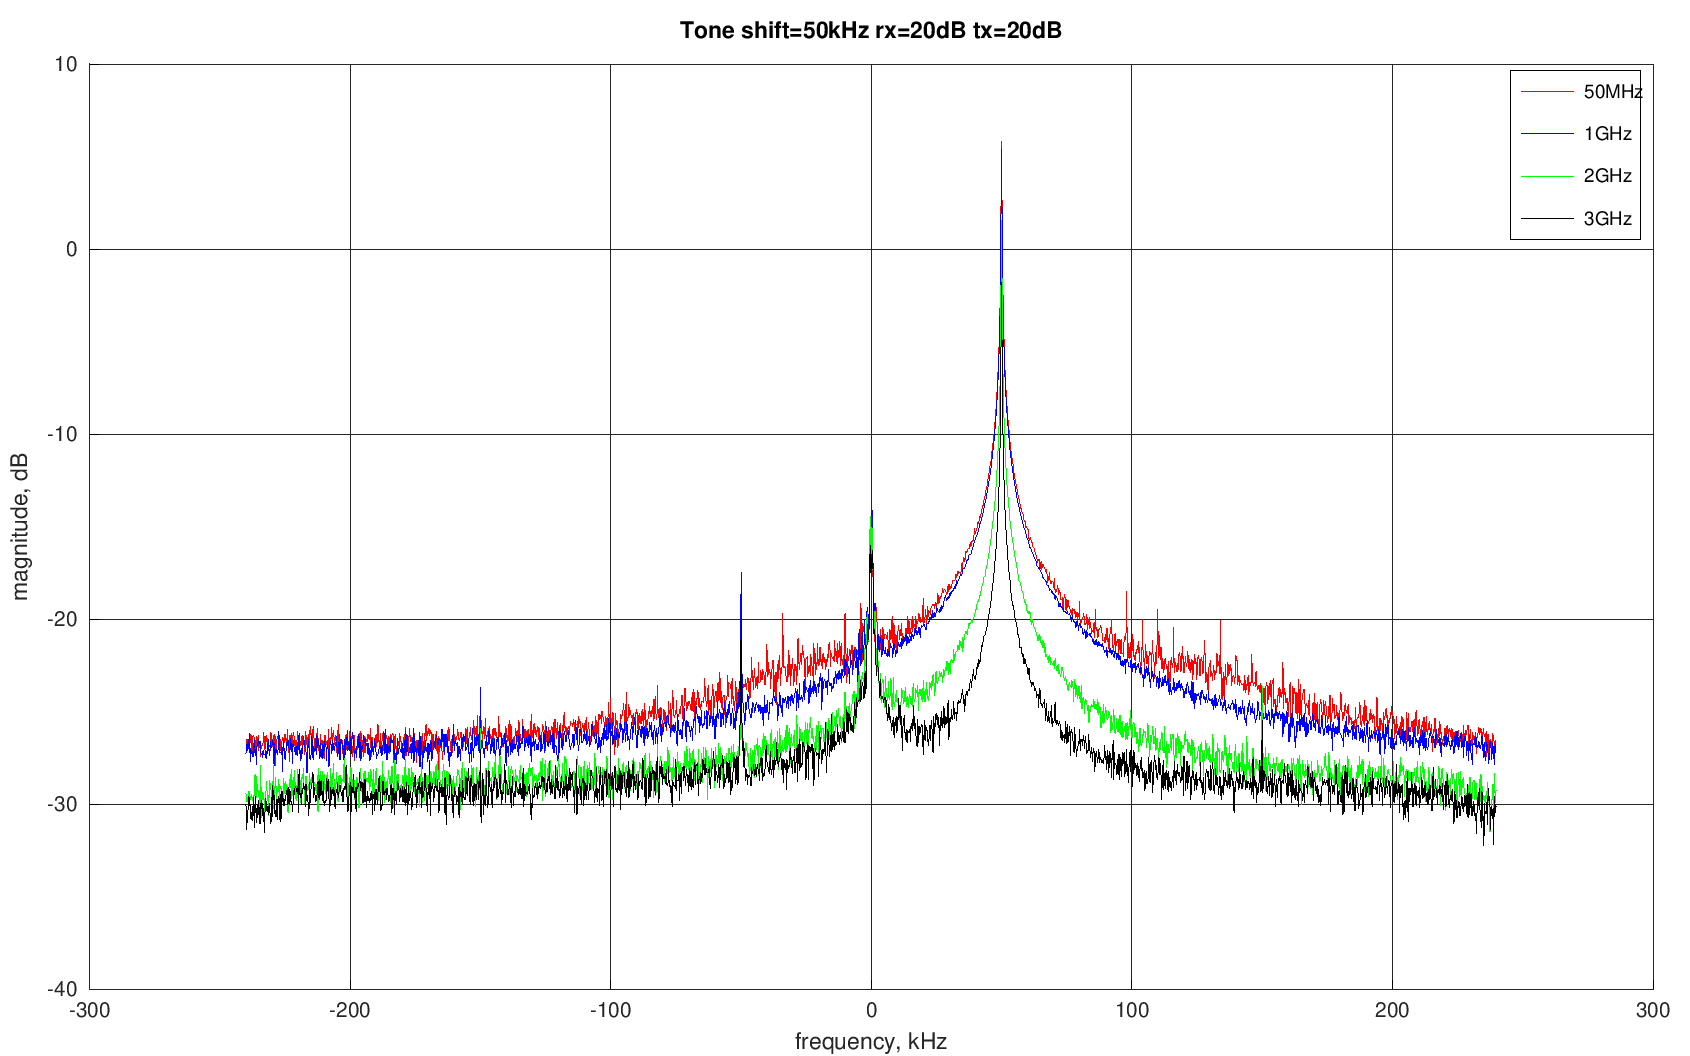 Tone shift=50kHz rx=20dB tx=20dB
10
0
-10
-20
-30
-40
magnitude, dB
50MHz
1GHz
2GHz
3GHz
-300
-200
-100
0
100
200
300
frequency, kHz